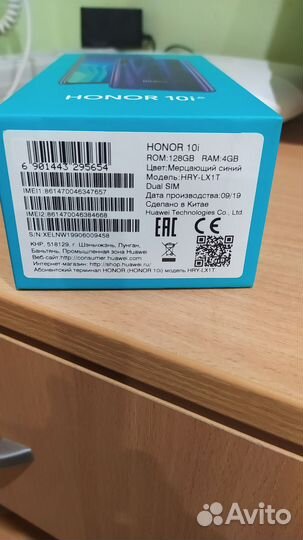 HONOR 10i
HONOR 10i
ROM:128GB RAM:4GB
Цвет:Мерцающий синий
Модель:HRY-LX1T
Dual SIM
Дата производства:09/19
Сделано в Китае
Huawei Technologies Co., Ltd
6 901443 295654
IMEI1:861470046347657
IMEI2:861470046384668
S/N:XELNW19906009458
EAC CE
КНР, 518129, г. Шэньчжэнь, Лунган,
Баньтянь, Промышленная зона Huawei
Веб-сайт:http://consumer.huawei.com
Интернет-магазин:http://shop.huawei.ru/
Абонентский терминал HONOR (HONOR 10i) модель HRY-LX1T
Avito